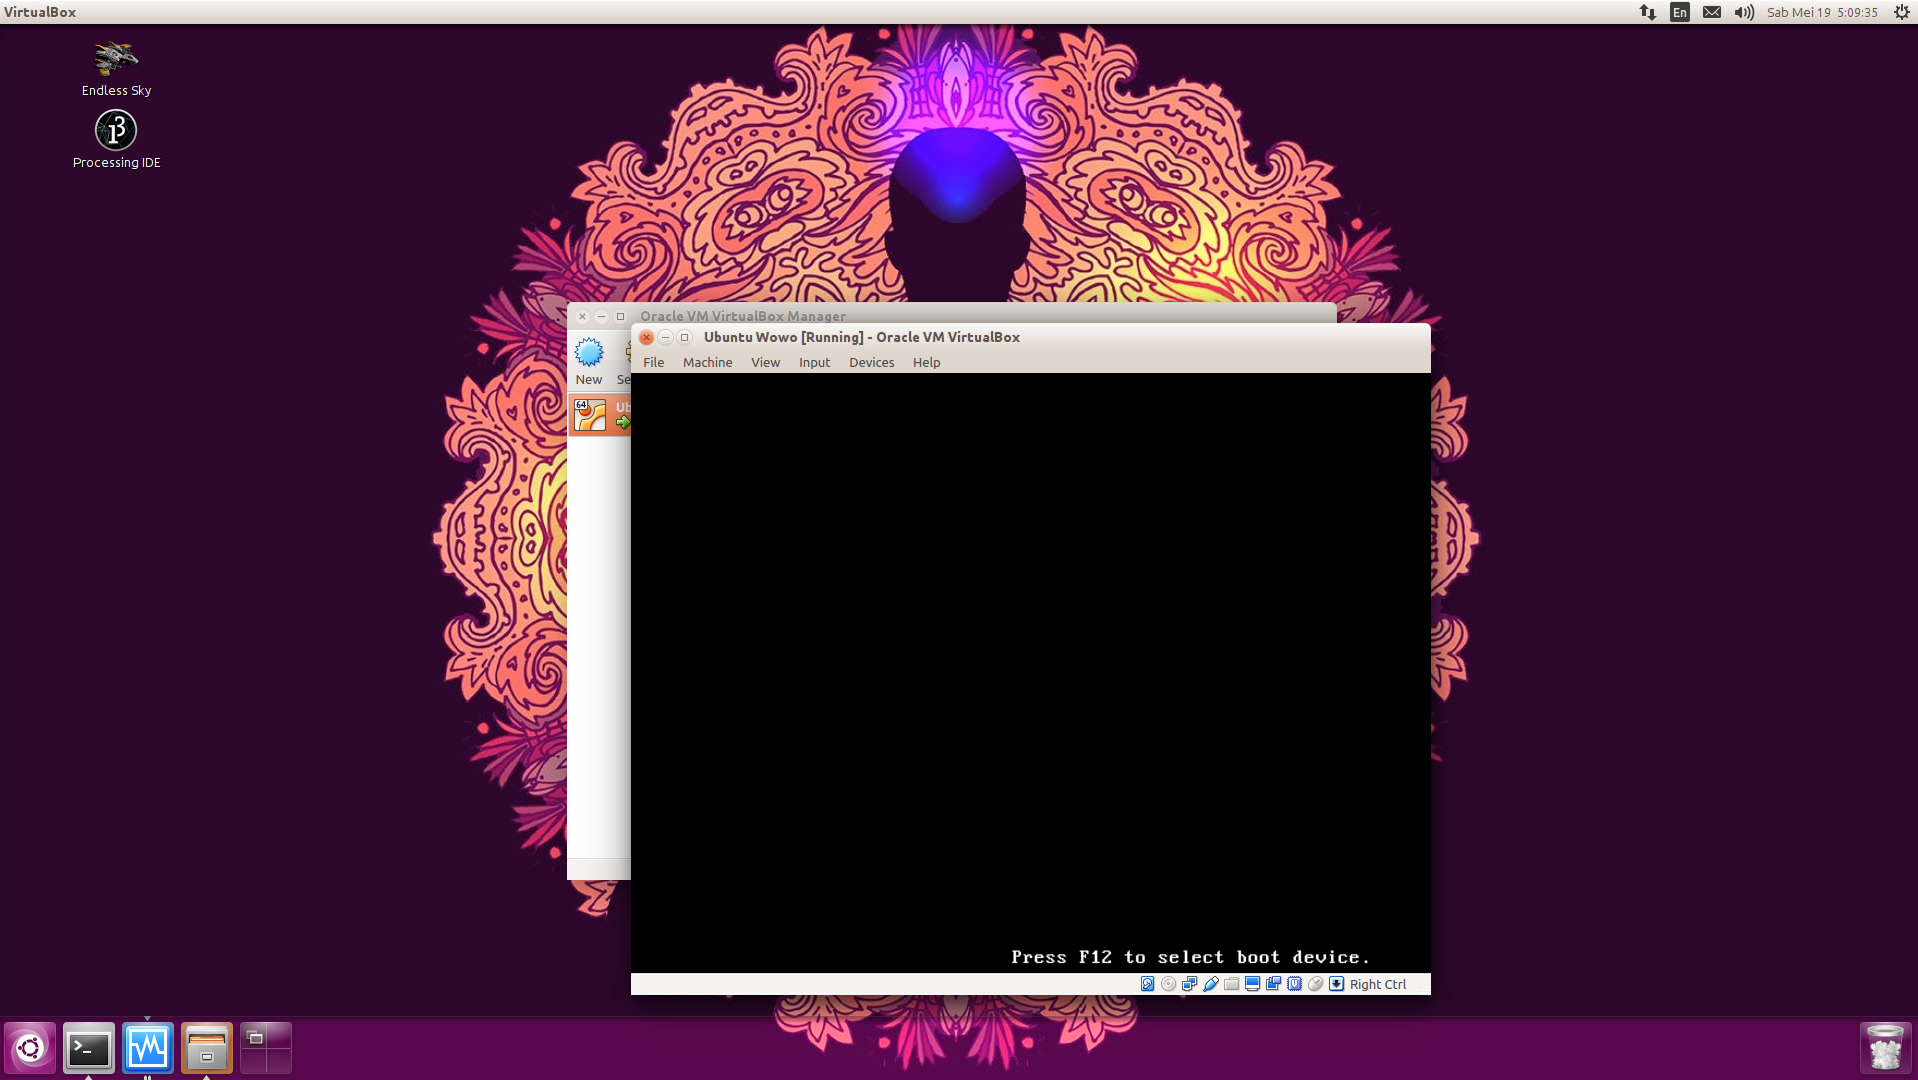 VirtualBox
En
Sab Mei 19 5:09:35
Endless Sky
Processing IDE
Oracle VM VirtualBox Manager
Ubuntu Wowo [Running] - Oracle VM VirtualBox
File Machine View Input Devices Help
New
64
Press F12 to select boot device.
Right Ctrl